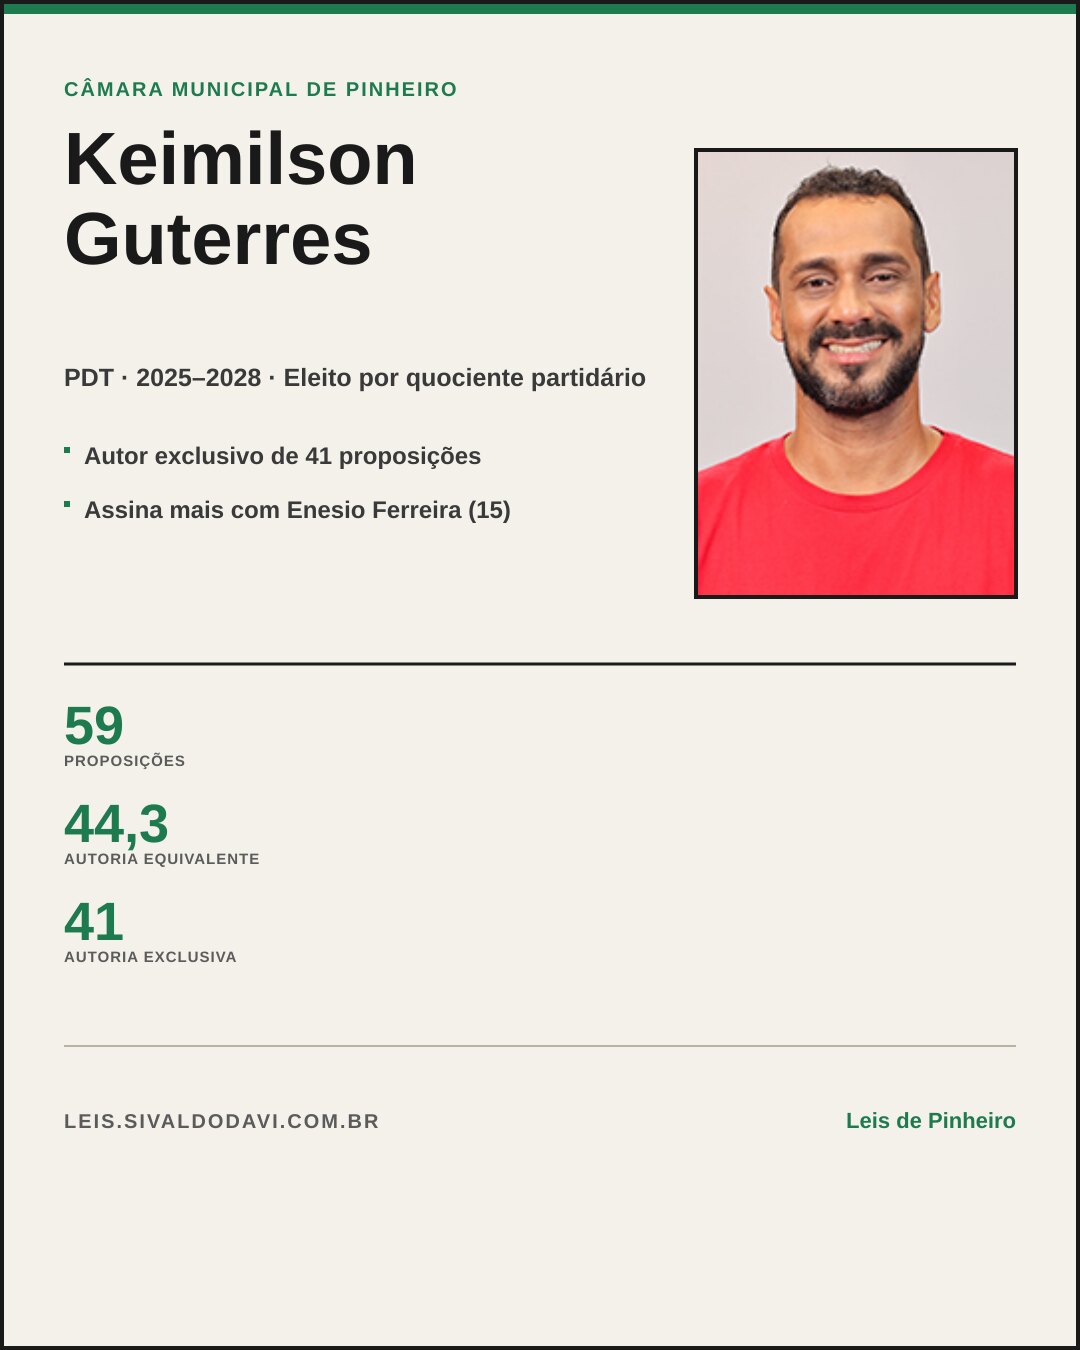 CÂMARA MUNICIPAL DE PINHEIRO
Keimilson
Guterres
PDT · 2025–2028 · Eleito por quociente partidário
Autor exclusivo de 41 proposições
Assina mais com Enesio Ferreira (15)
59
PROPOSIÇÕES
44,3
AUTORIA EQUIVALENTE
41
AUTORIA EXCLUSIVA
LEIS.SIVALDODAVI.COM.BR
Leis de Pinheiro